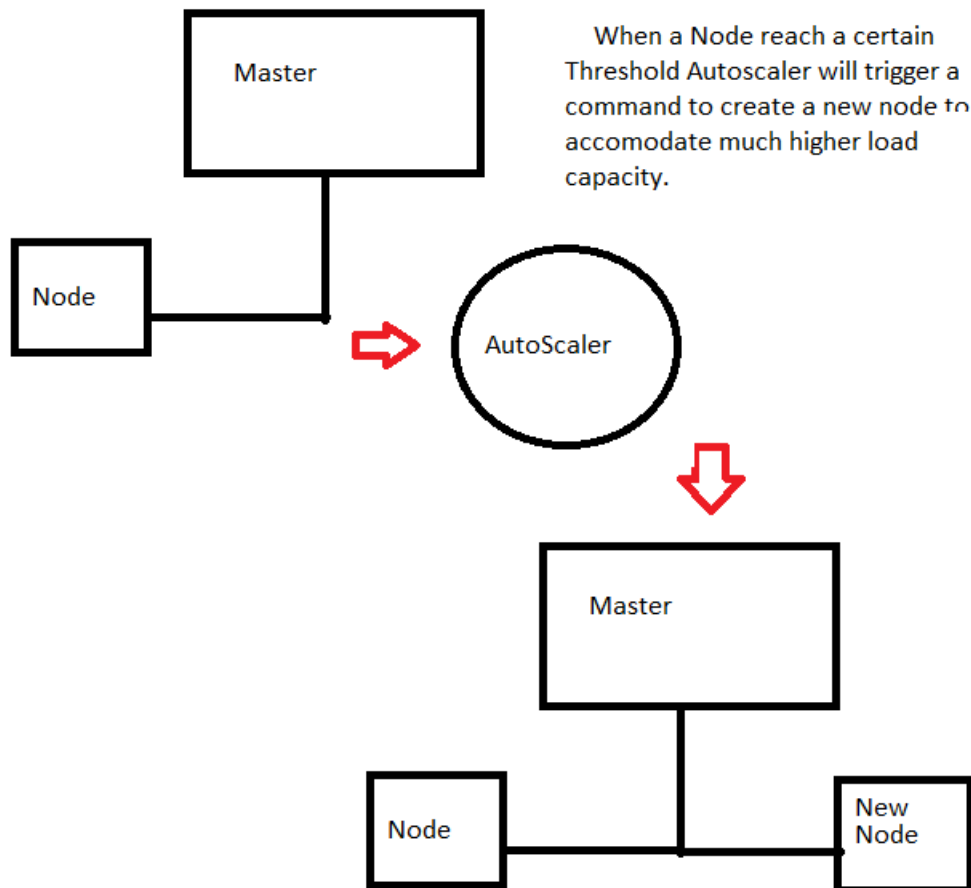 Master
When a Node reach a certain
Threshold Autoscaler will trigger a
command to create a new node to
accomodate much higher load
capacity.
Node
AutoScaler
Master
Node
New
Node